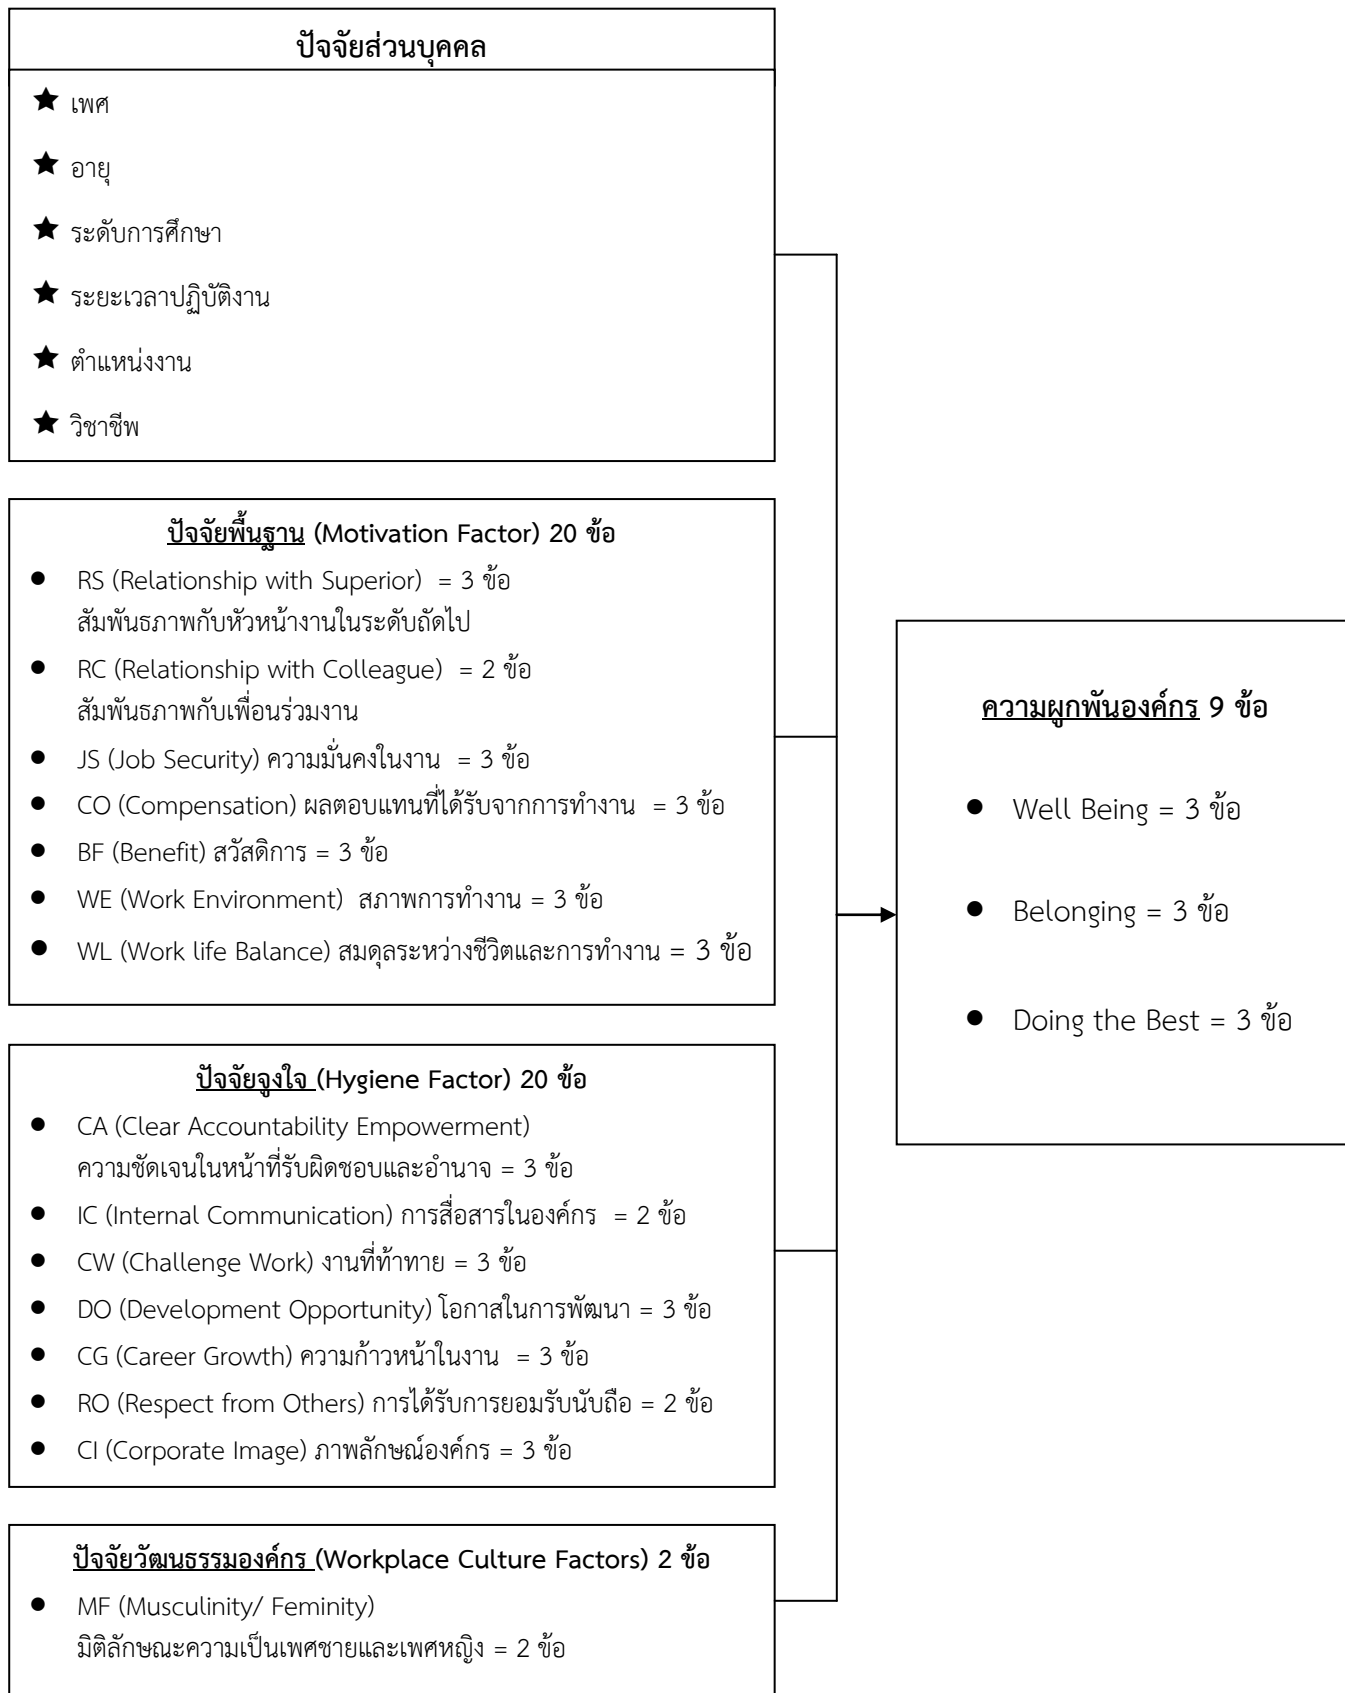 ปัจจัยส่วนบุคคล
★ เพศ
★ อายุ
★ ระดับการศึกษา
★ ระยะเวลาปฏิบัติงาน
★ ตำแหน่งงาน
★ วิชาชีพ
ปัจจัยพื้นฐาน (Motivation Factor) 20 ข้อ
● RS (Relationship with Superior) = 3 ข้อ
สัมพันธภาพกับหัวหน้างานในระดับถัดไป
● RC (Relationship with Colleague) = 2 ข้อ
สัมพันธภาพกับเพื่อนร่วมงาน
● JS (Job Security) ความมั่นคงในงาน = 3 ข้อ
● CO (Compensation) ผลตอบแทนที่ได้รับจากการทำงาน = 3 ข้อ
● BF (Benefit) สวัสดิการ = 3 ข้อ
● WE (Work Environment) สภาพการทำงาน = 3 ข้อ
● WL (Work life Balance) สมดุลระหว่างชีวิตและการทำงาน = 3 ข้อ
ปัจจัยจูงใจ (Hygiene Factor) 20 ข้อ
● CA (Clear Accountability Empowerment)
ความชัดเจนในหน้าที่รับผิดชอบและอำนาจ = 3 ข้อ
● IC (Internal Communication) การสื่อสารในองค์กร = 2 ข้อ
● CW (Challenge Work) งานที่ท้าทาย = 3 ข้อ
● DO (Development Opportunity) โอกาสในการพัฒนา = 3 ข้อ
● CG (Career Growth) ความก้าวหน้าในงาน = 3 ข้อ
● RO (Respect from Others) การได้รับการยอมรับนับถือ = 2 ข้อ
● CI (Corporate Image) ภาพลักษณ์องค์กร = 3 ข้อ
ปัจจัยวัฒนธรรมองค์กร (Workplace Culture Factors) 2 ข้อ
● MF (Musculinity/ Feminity)
มิติลักษณะความเป็นเพศชายและเพศหญิง = 2 ข้อ
ความผูกพันองค์กร 9 ข้อ
● Well Being = 3 ข้อ
● Belonging = 3 ข้อ
● Doing the Best = 3 ข้อ